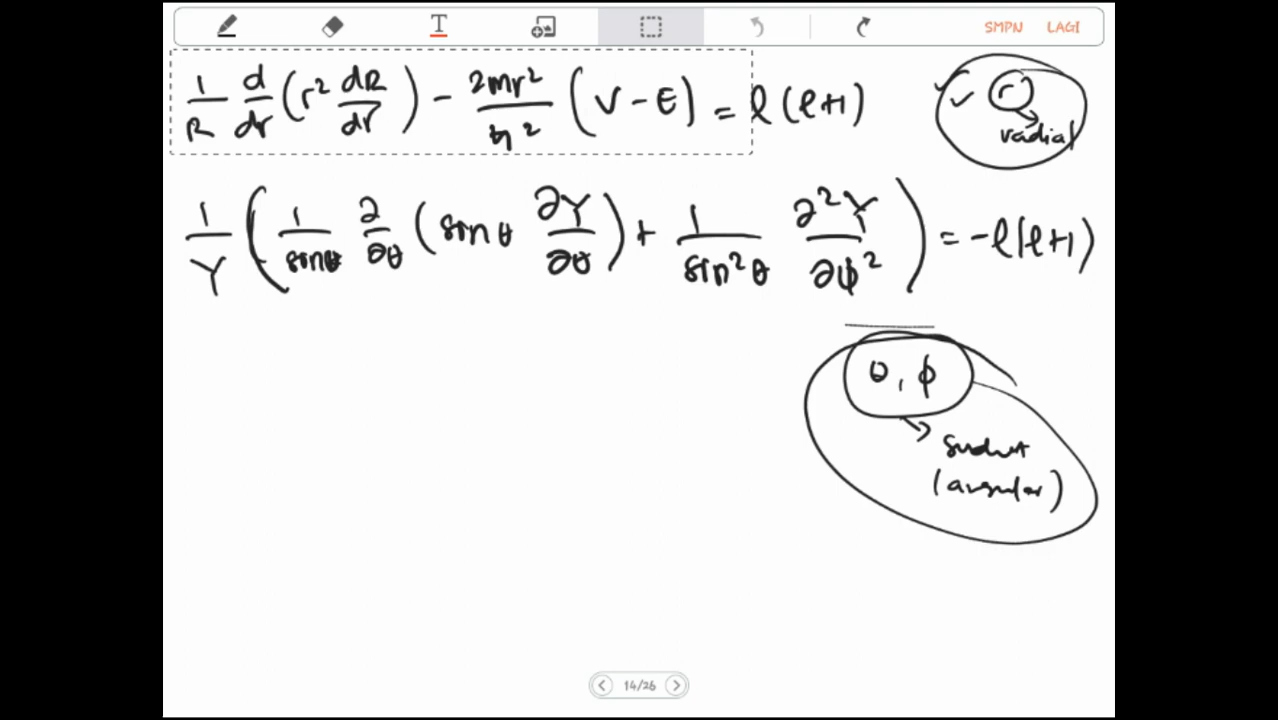 SMPN LAGI
1/R d/dr (r² dR/dr) - 2mr²/ħ² (V - E) = l(l+1)
r
radial
1/Y (1/sinθ ∂/∂θ (sinθ ∂Y/∂θ) + 1/sin²θ ∂²Y/∂ϕ²) = -l(l+1)
θ, ϕ
sudut
(angular)
14/26